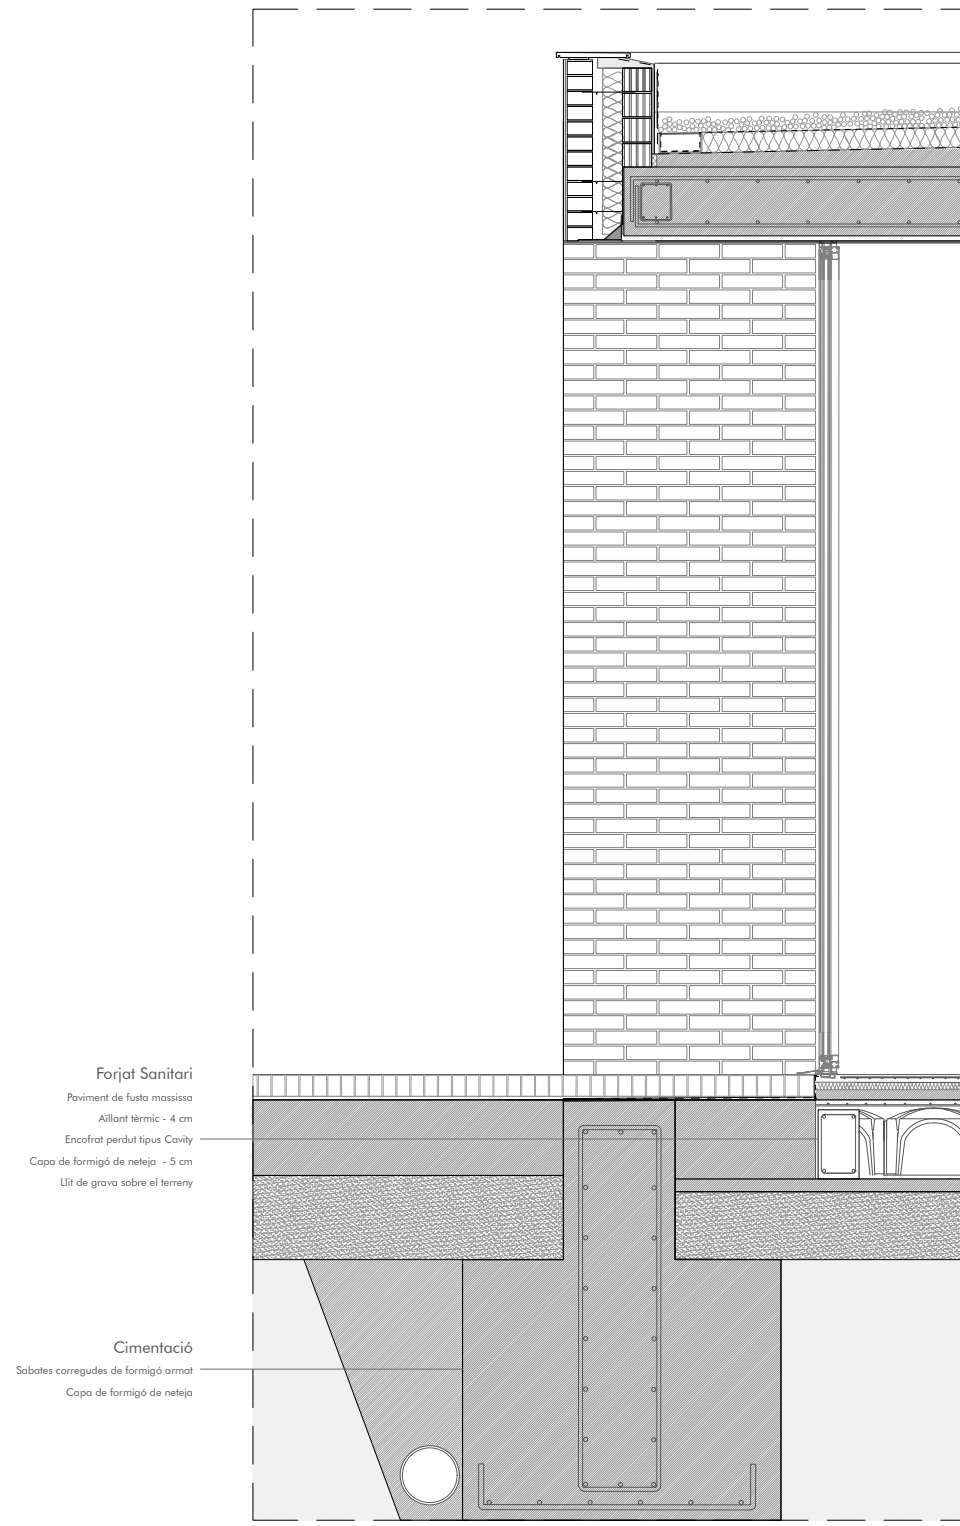 Forjat Sanitari
Paviment de fusta massissa
Aïllant tèrmic - 4 cm
Encofrat perdut tipus Cavity
Capa de formigó de neteja - 5 cm
Llit de grava sobre el terreny
Cimentació
Sabates corregudes de formigó armat
Capa de formigó de neteja